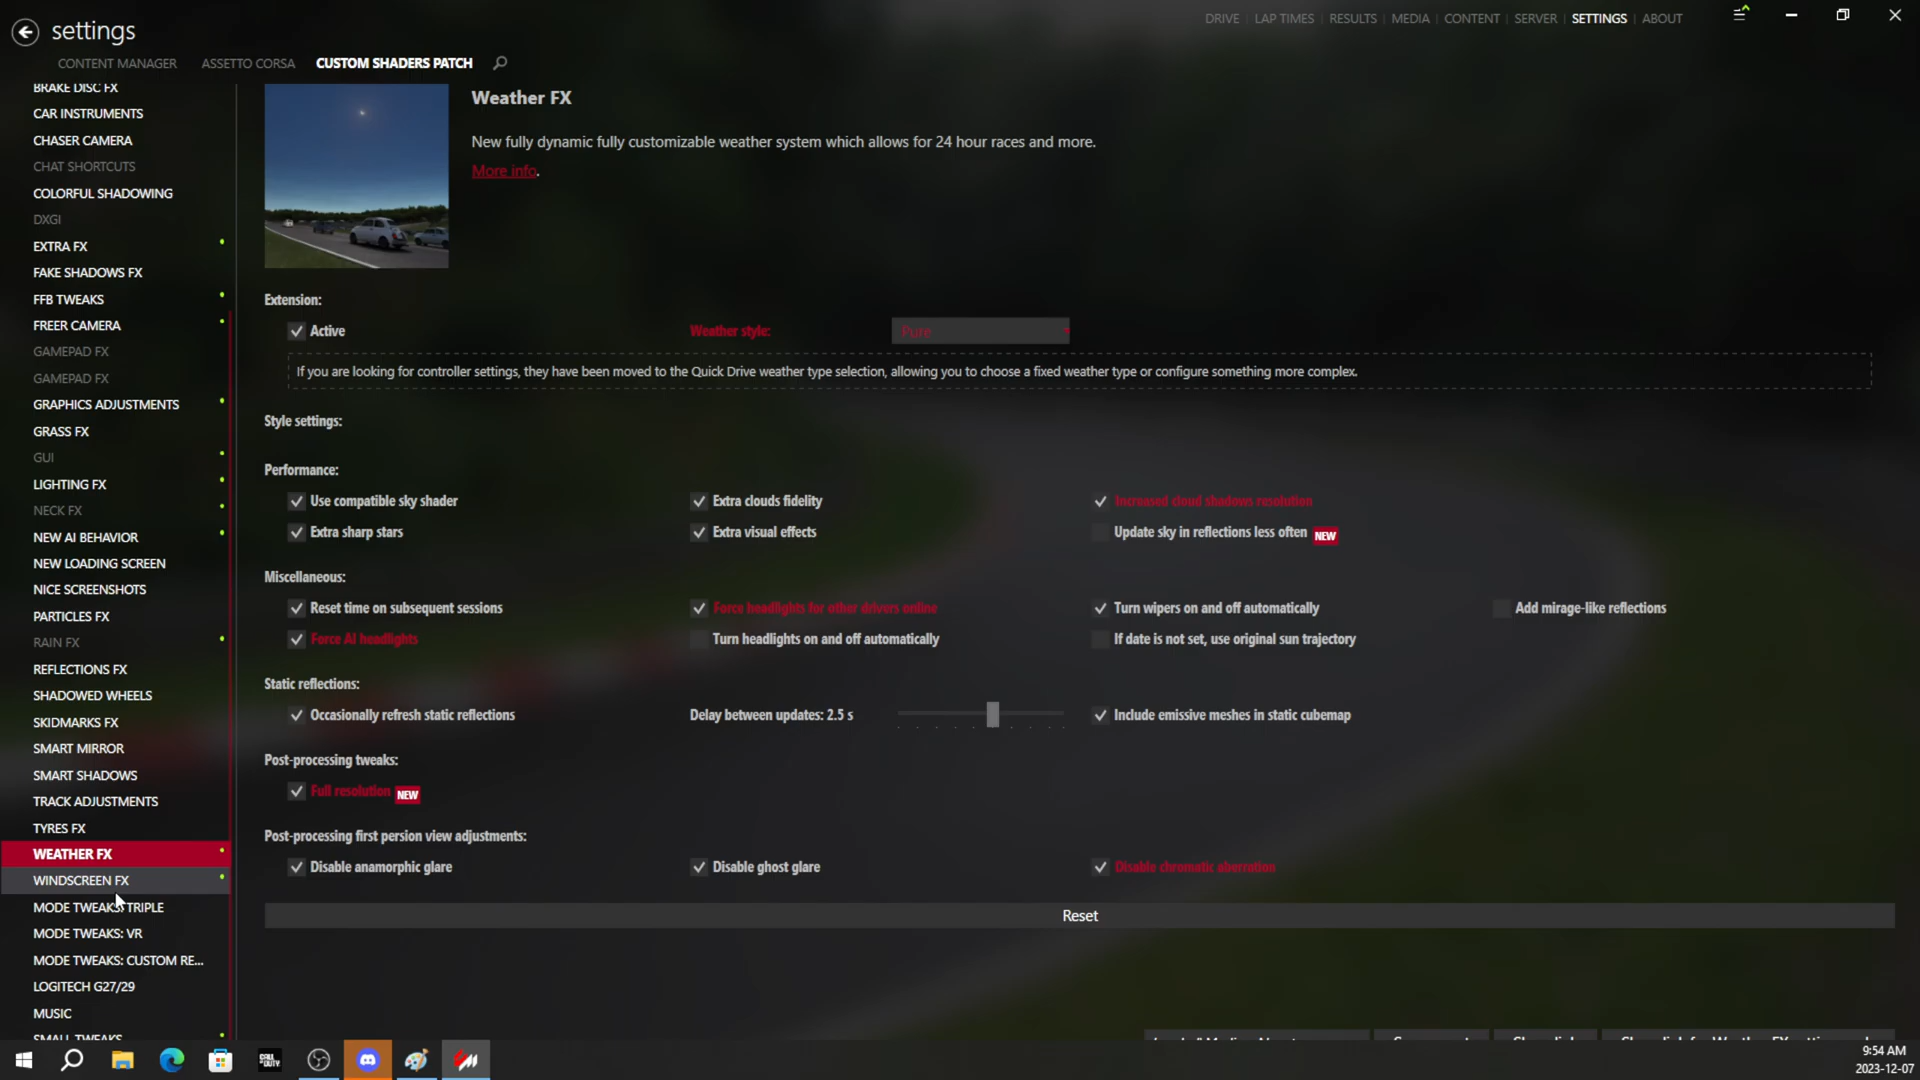 settings
DRIVE
LAP TIMES
RESULTS
MEDIA
CONTENT
SERVER
SETTINGS
ABOUT
CONTENT MANAGER
ASSETTO CORSA
CUSTOM SHADERS PATCH
BRAKE DISC FX
CAR INSTRUMENTS
CHASER CAMERA
CHAT SHORTCUTS
COLORFUL SHADOWING
DXGI
EXTRA FX
FAKE SHADOWS FX
FFB TWEAKS
FREER CAMERA
GAMEPAD FX
GAMEPAD FX
GRAPHICS ADJUSTMENTS
GRASS FX
GUI
LIGHTING FX
NECK FX
NEW AI BEHAVIOR
NEW LOADING SCREEN
NICE SCREENSHOTS
PARTICLES FX
RAIN FX
REFLECTIONS FX
SHADOWED WHEELS
SKIDMARKS FX
SMART MIRROR
SMART SHADOWS
TRACK ADJUSTMENTS
TYRES FX
WEATHER FX
WINDSCREEN FX
MODE TWEAKS: TRIPLE
MODE TWEAKS: VR
MODE TWEAKS: CUSTOM RE...
LOGITECH G27/29
MUSIC
SMALL TWEAKS
Weather FX
New fully dynamic fully customizable weather system which allows for 24 hour races and more.
More info.
Extension:
Active
Weather style:
Pure
If you are looking for controller settings, they have been moved to the Quick Drive weather type selection, allowing you to choose a fixed weather type or configure something more complex.
Style settings:
Performance:
Use compatible sky shader
Extra clouds fidelity
Increased cloud shadows resolution
Extra sharp stars
Extra visual effects
Update sky in reflections less often NEW
Miscellaneous:
Reset time on subsequent sessions
Force headlights for other drivers online
Turn wipers on and off automatically
Add mirage-like reflections
Force AI headlights
Turn headlights on and off automatically
If date is not set, use original sun trajectory
Static reflections:
Occasionally refresh static reflections
Delay between updates: 2.5 s
Include emissive meshes in static cubemap
Post-processing tweaks:
Full resolution NEW
Post-processing first persion view adjustments:
Disable anamorphic glare
Disable ghost glare
Disable chromatic aberration
Reset
CALL OF DUTY
9:54 AM
2023-12-07